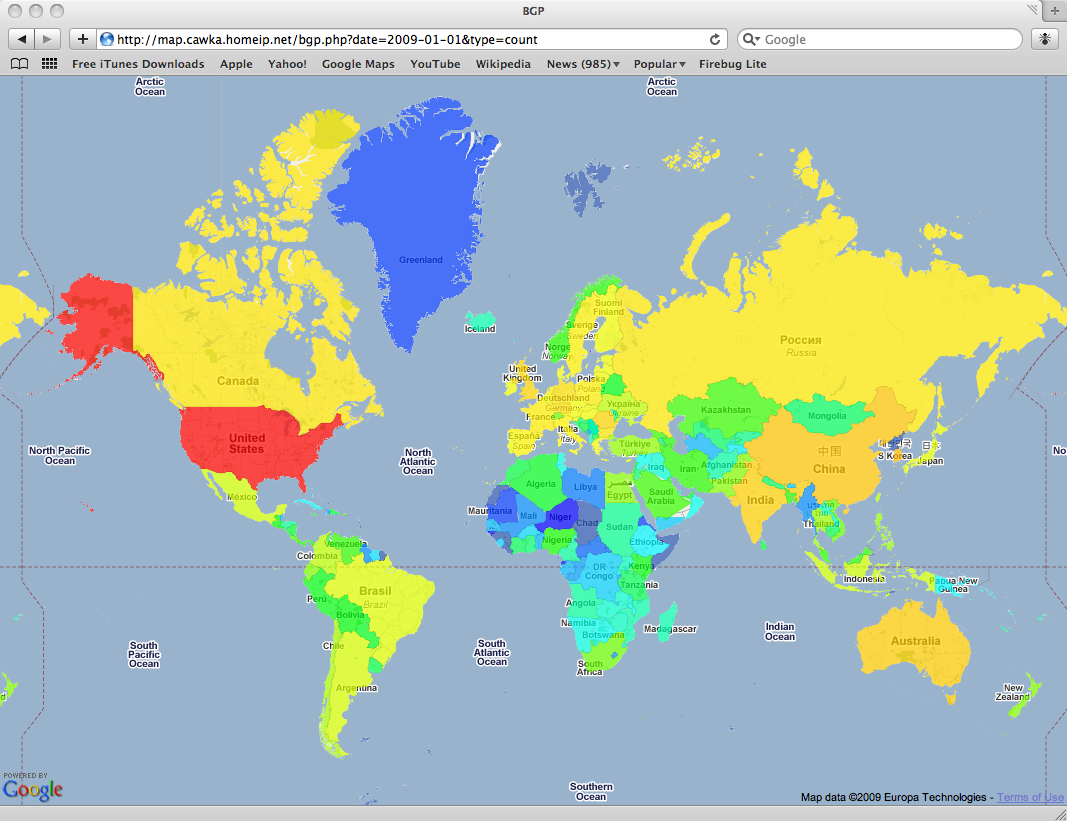 BGP
http://map.cawka.homeip.net/bgp.php?date=2009-01-01&type=count
Google
Free iTunes Downloads Apple Yahoo! Google Maps YouTube Wikipedia News (985) Popular Firebug Lite
Arctic
Ocean
Arctic
Ocean
Greenland
Iceland
Suomi
Finland
Sverige
Sweden
Norge
Norway
Россия
Russia
United
Kingdom
Polska
Poland
Canada
Deutschland
Germany
Україна
Ukraine
France
Kazakhstan
Mongolia
Italia
Italy
España
Spain
United
States
North Pacific
Ocean
North
Atlantic
Ocean
Türkiye
Turkey
中国
China
S Korea
日本
Japan
No
Iraq
Iran
Afghanistan
Pakistan
Algeria
Libya
مصر
Egypt
Saudi
Arabia
India
México
Mauritania
Mali
Niger
Chad
Sudan
Thailand
Nigeria
Ethiopia
Venezuela
Colombia
DR
Congo
Kenya
Indonesia
Papua New
Guinea
Tanzania
Perú
Brasil
Brazil
Bolivia
Angola
Namibia
Botswana
Madagascar
Indian
Ocean
Australia
South
Pacific
Ocean
Chile
South
Atlantic
Ocean
South
Africa
Argentina
New
Zealand
d
POWERED BY
Google
Southern
Ocean
Map data ©2009 Europa Technologies - Terms of Use